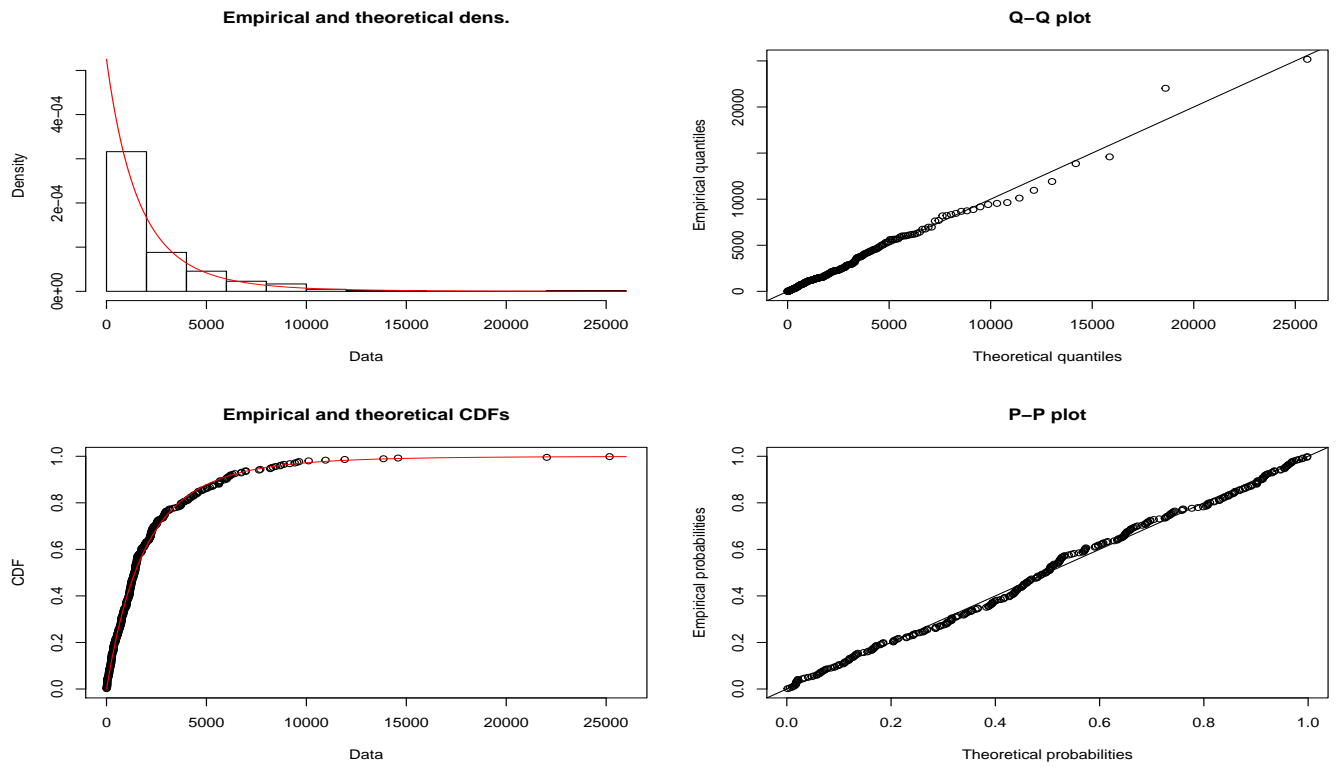 Empirical and theoretical dens.
Density
0e+00 2e−04 4e−04
0 5000 10000 15000 20000 25000
Data
Q−Q plot
Empirical quantiles
0 5000 10000 20000
0 5000 10000 15000 20000 25000
Theoretical quantiles
Empirical and theoretical CDFs
CDF
0.0 0.2 0.4 0.6 0.8 1.0
0 5000 10000 15000 20000 25000
Data
P−P plot
Empirical probabilities
0.0 0.2 0.4 0.6 0.8 1.0
0.0 0.2 0.4 0.6 0.8 1.0
Theoretical probabilities